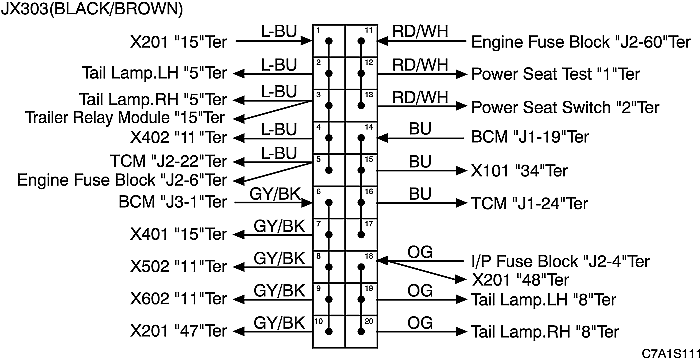 JX303(BLACK/BROWN)
X201 "15"Ter L-BU 1 11 RD/WH Engine Fuse Block "J2-60"Ter
Tail Lamp.LH "5"Ter L-BU 2 12 RD/WH Power Seat Test "1"Ter
Tail Lamp.RH "5"Ter L-BU 3 13 RD/WH Power Seat Switch "2"Ter
Trailer Relay Module "15"Ter
X402 "11"Ter L-BU 4 14 BU BCM "J1-19"Ter
TCM "J2-22"Ter L-BU 5 15 BU X101 "34"Ter
Engine Fuse Block "J2-6"Ter
BCM "J3-1"Ter GY/BK 6 16 BU TCM "J1-24"Ter
X401 "15"Ter GY/BK 7 17
X502 "11"Ter GY/BK 8 18 OG I/P Fuse Block "J2-4"Ter
X201 "48"Ter
X602 "11"Ter GY/BK 9 19 OG Tail Lamp.LH "8"Ter
X201 "47"Ter GY/BK 10 20 OG Tail Lamp.RH "8"Ter
C7A1S111